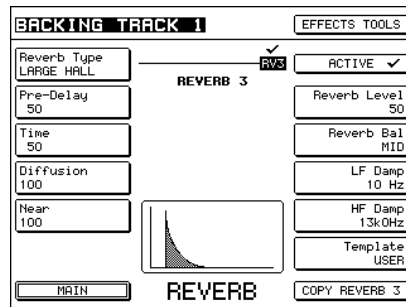 BACKING TRACK 1
EFFECTS TOOLS
Reverb Type
LARGE HALL
RV3
ACTIVE ✓
REVERB 3
Pre-Delay
50
Reverb Level
50
Time
50
Reverb Bal
MID
Diffusion
100
LF Damp
10 Hz
Near
100
HF Damp
13k0Hz
Template
USER
MAIN
REVERB
COPY REVERB 3